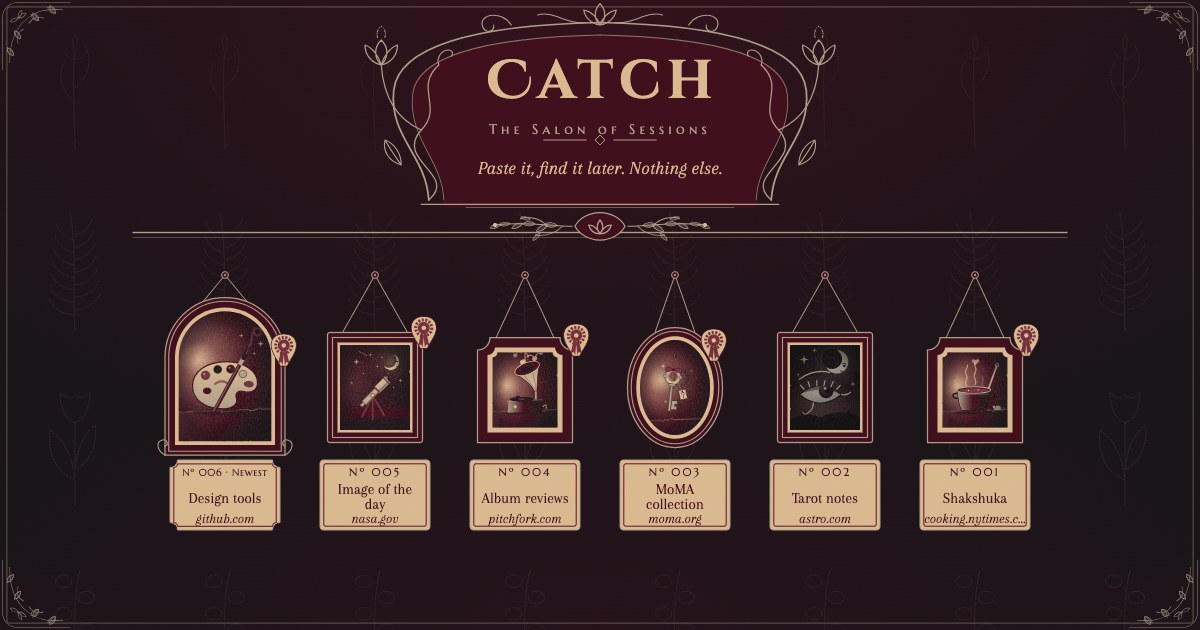 CATCH
The Salon of Sessions
Paste it, find it later. Nothing else.
Nº 006 · Newest
Design tools
github.com
Nº 005
Image of the
day
nasa.gov
Nº 004
Album reviews
pitchfork.com
Nº 003
MoMA
collection
moma.org
Nº 002
Tarot notes
astro.com
Nº 001
Shakshuka
cooking.nytimes.c...